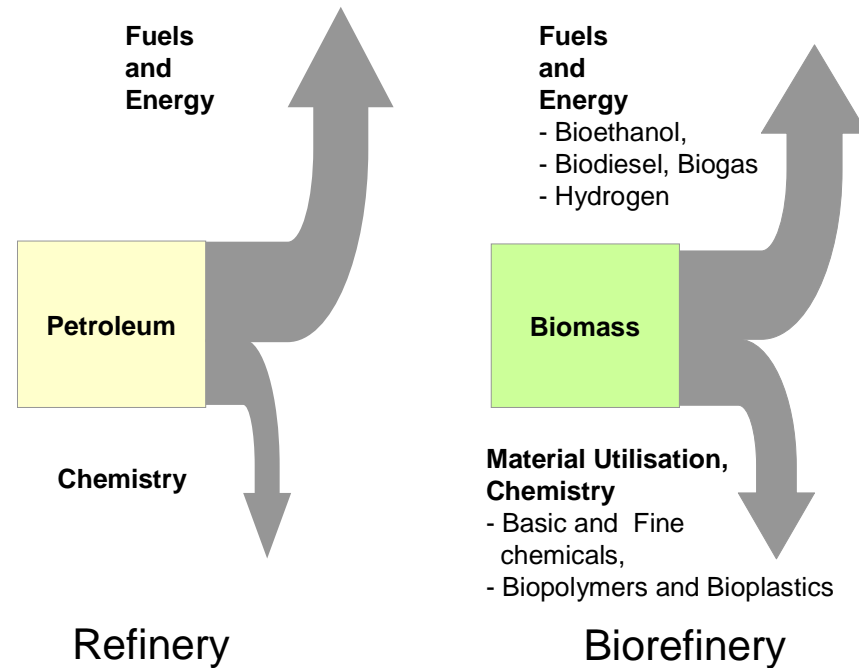 Fuels
and
Energy
Petroleum
Chemistry
Refinery
Fuels
and
Energy
- Bioethanol,
- Biodiesel, Biogas
- Hydrogen
Biomass
Material Utilisation,
Chemistry
- Basic and Fine
chemicals,
- Biopolymers and Bioplastics
Biorefinery